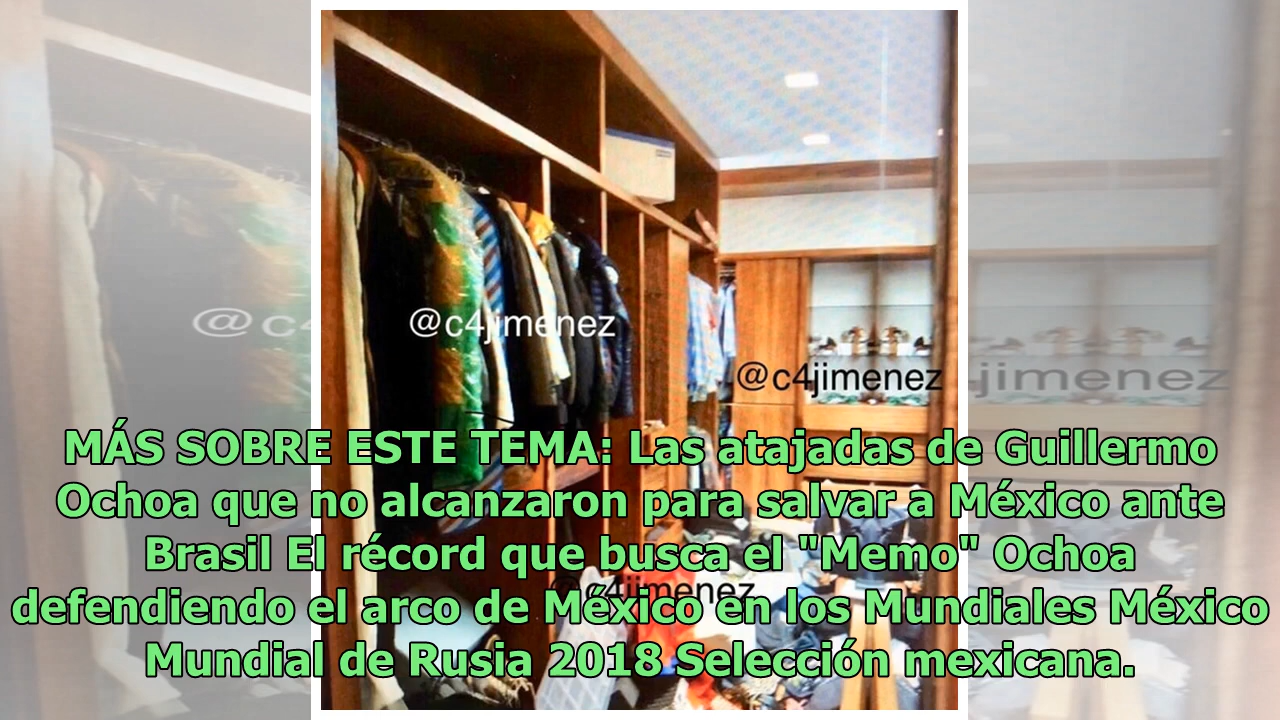 @c4
@c4jimenez
@c4jimenez
jimenez
MÁS SOBRE ESTE TEMA: Las atajadas de Guillermo
Ochoa que no alcanzaron para salvar a México ante
Brasil El récord que busca el "Memo" Ochoa
@c4jimenez
defendiendo el arco de México en los Mundiales México
Mundial de Rusia 2018 Selección mexicana.